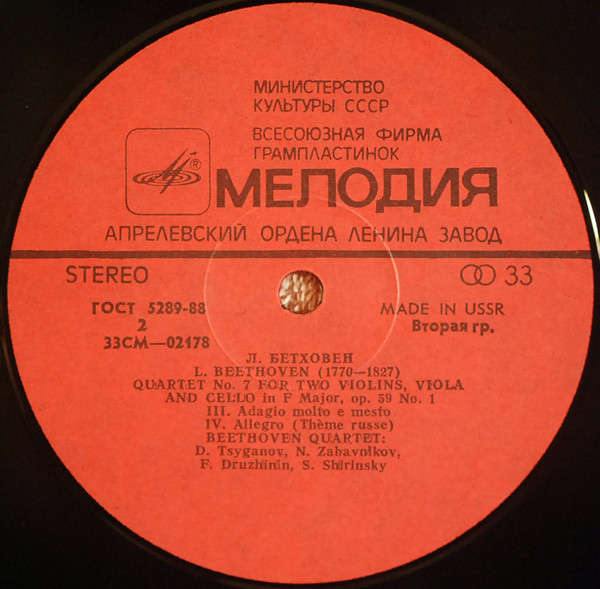 МИНИСТЕРСТВО
КУЛЬТУРЫ СССР
ВСЕСОЮЗНАЯ ФИРМА
ГРАМПЛАСТИНОК
®
МЕЛОДИЯ
АПРЕЛЕВСКИЙ ОРДЕНА ЛЕНИНА ЗАВОД
STEREO
33
ГОСТ 5289-88
MADE IN USSR
2
Вторая гр.
33СМ—02178
Л. БЕТХОВЕН
L. BEETHOVEN (1770—1827)
QUARTET No. 7 FOR TWO VIOLINS, VIOLA
AND CELLO in F Major, op. 59 No. 1
III. Adagio molto e mesto
IV. Allegro (Thème russe)
BEETHOVEN QUARTET:
D. Tsyganov, N. Zabavnikov,
F. Druzhinin, S. Shirinsky